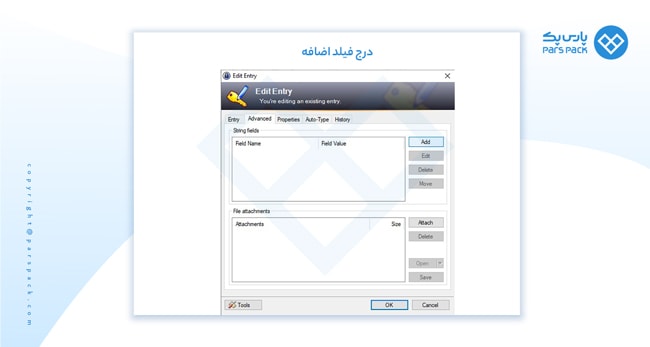 پارس پک
PARS PACK
درج فیلد اضافه
Edit Entry
Edit Entry
You're editing an existing entry.
Entry
Advanced
Properties
Auto-Type
History
String fields
Field Name
Field Value
Add
Edit
Delete
Move
File attachments
Attachments
Size
Attach
Delete
Open
Save
Tools
OK
Cancel
copyright@parspack.com